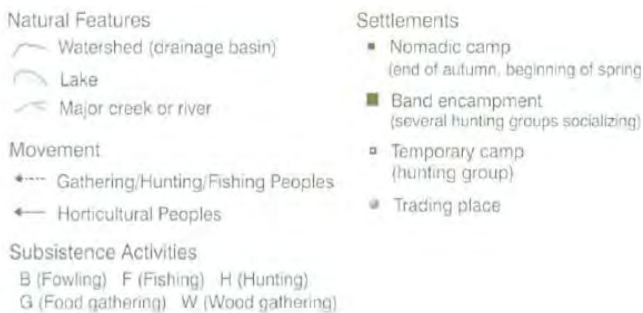 Natural Features
Watershed (drainage basin)
Lake
Major creek or river
Movement
Gathering/Hunting/Fishing Peoples
Horticultural Peoples
Subsistence Activities
B (Fowling) F (Fishing) H (Hunting)
G (Food gathering) W (Wood gathering)
Settlements
Nomadic camp
(end of autumn, beginning of spring
Band encampment
(several hunting groups socializing)
Temporary camp
(hunting group)
Trading place